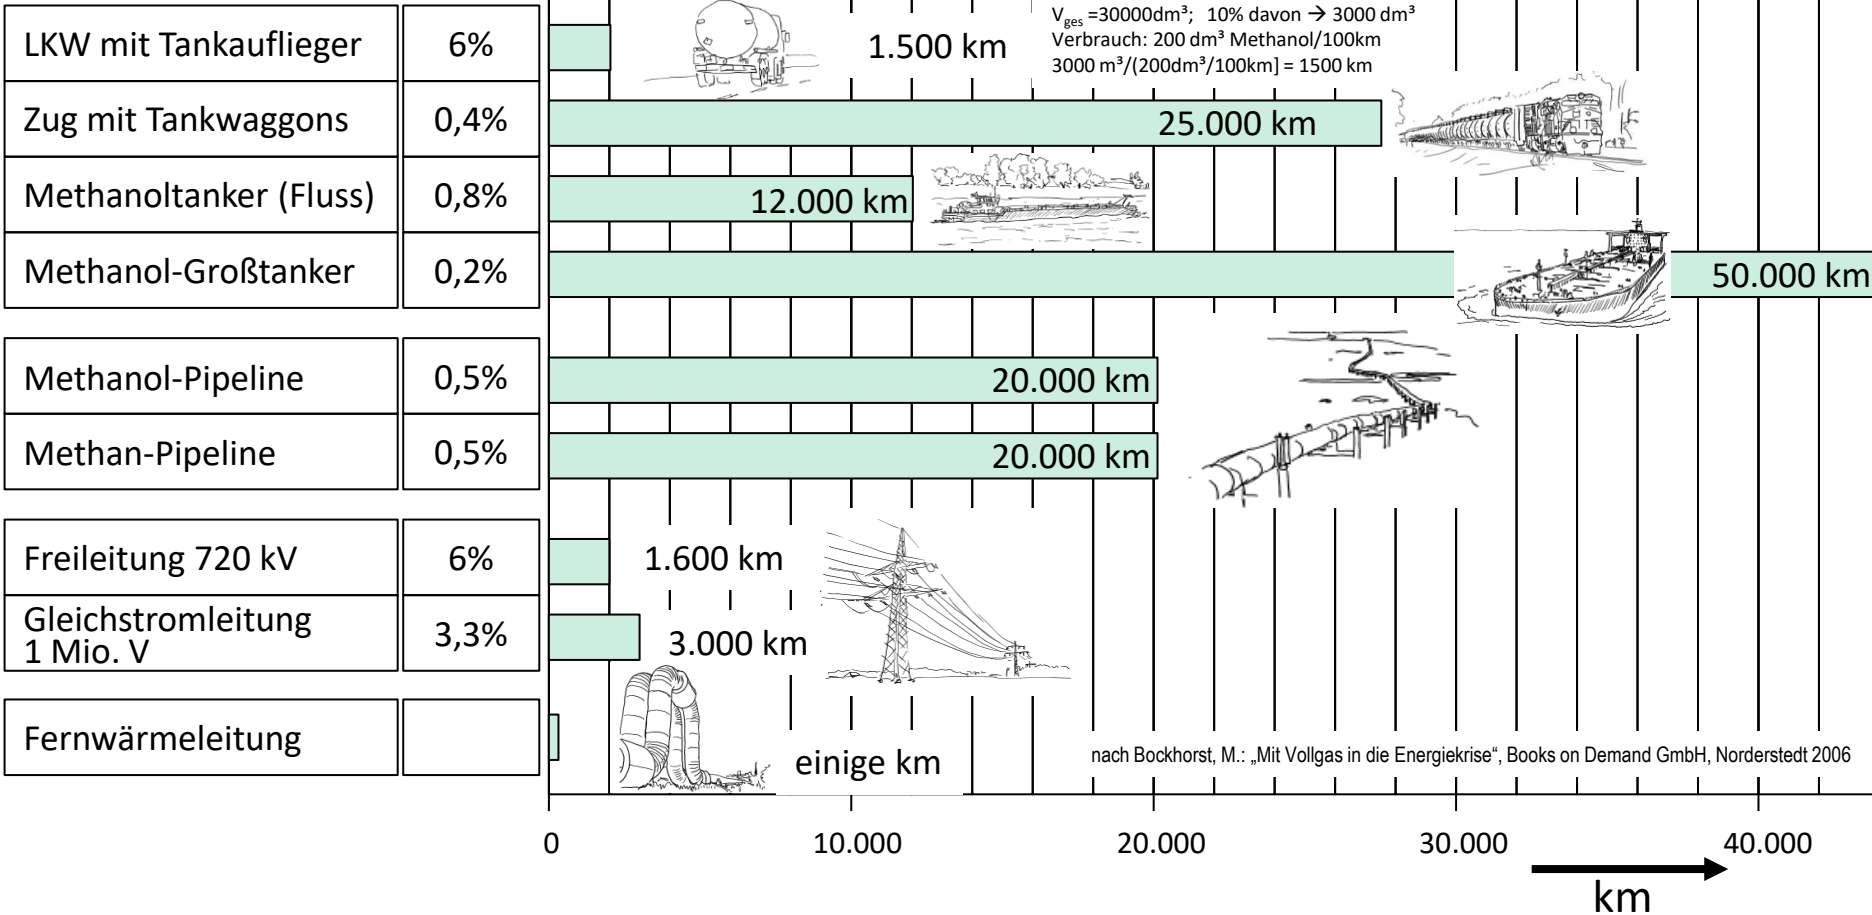 V_ges =30000dm³; 10% davon → 3000 dm³
Verbrauch: 200 dm³ Methanol/100km
3000 m³/(200dm³/100km] = 1500 km
LKW mit Tankauflieger 6% 1.500 km
Zug mit Tankwaggons 0,4% 25.000 km
Methanoltanker (Fluss) 0,8% 12.000 km
Methanol-Großtanker 0,2% 50.000 km
Methanol-Pipeline 0,5% 20.000 km
Methan-Pipeline 0,5% 20.000 km
Freileitung 720 kV 6% 1.600 km
Gleichstromleitung
1 Mio. V 3,3% 3.000 km
Fernwärmeleitung einige km
nach Bockhorst, M.: „Mit Vollgas in die Energiekrise“, Books on Demand GmbH, Norderstedt 2006
0 10.000 20.000 30.000 40.000
km